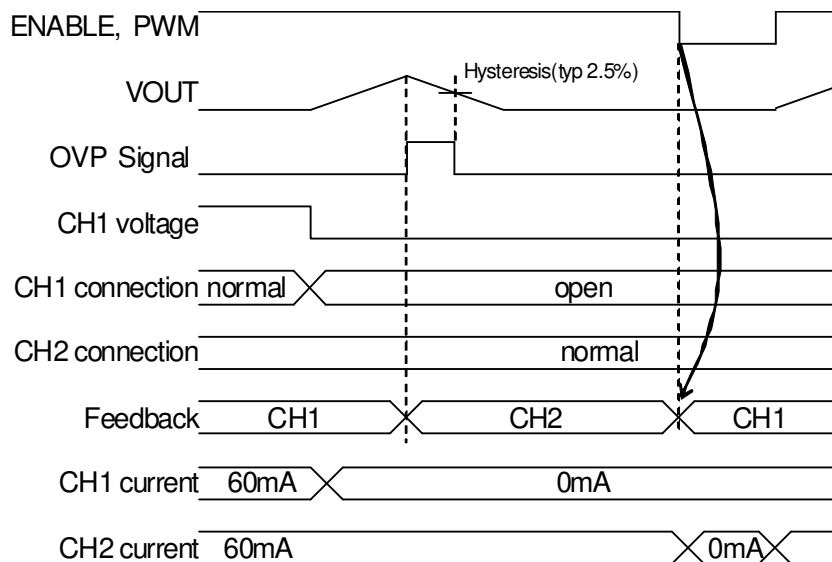 ENABLE, PWM
Hysteresis(typ 2.5%)
VOUT
OVP Signal
CH1 voltage
CH1 connection normal open
CH2 connection normal
Feedback CH1 CH2 CH1
CH1 current 60mA 0mA
CH2 current 60mA 0mA